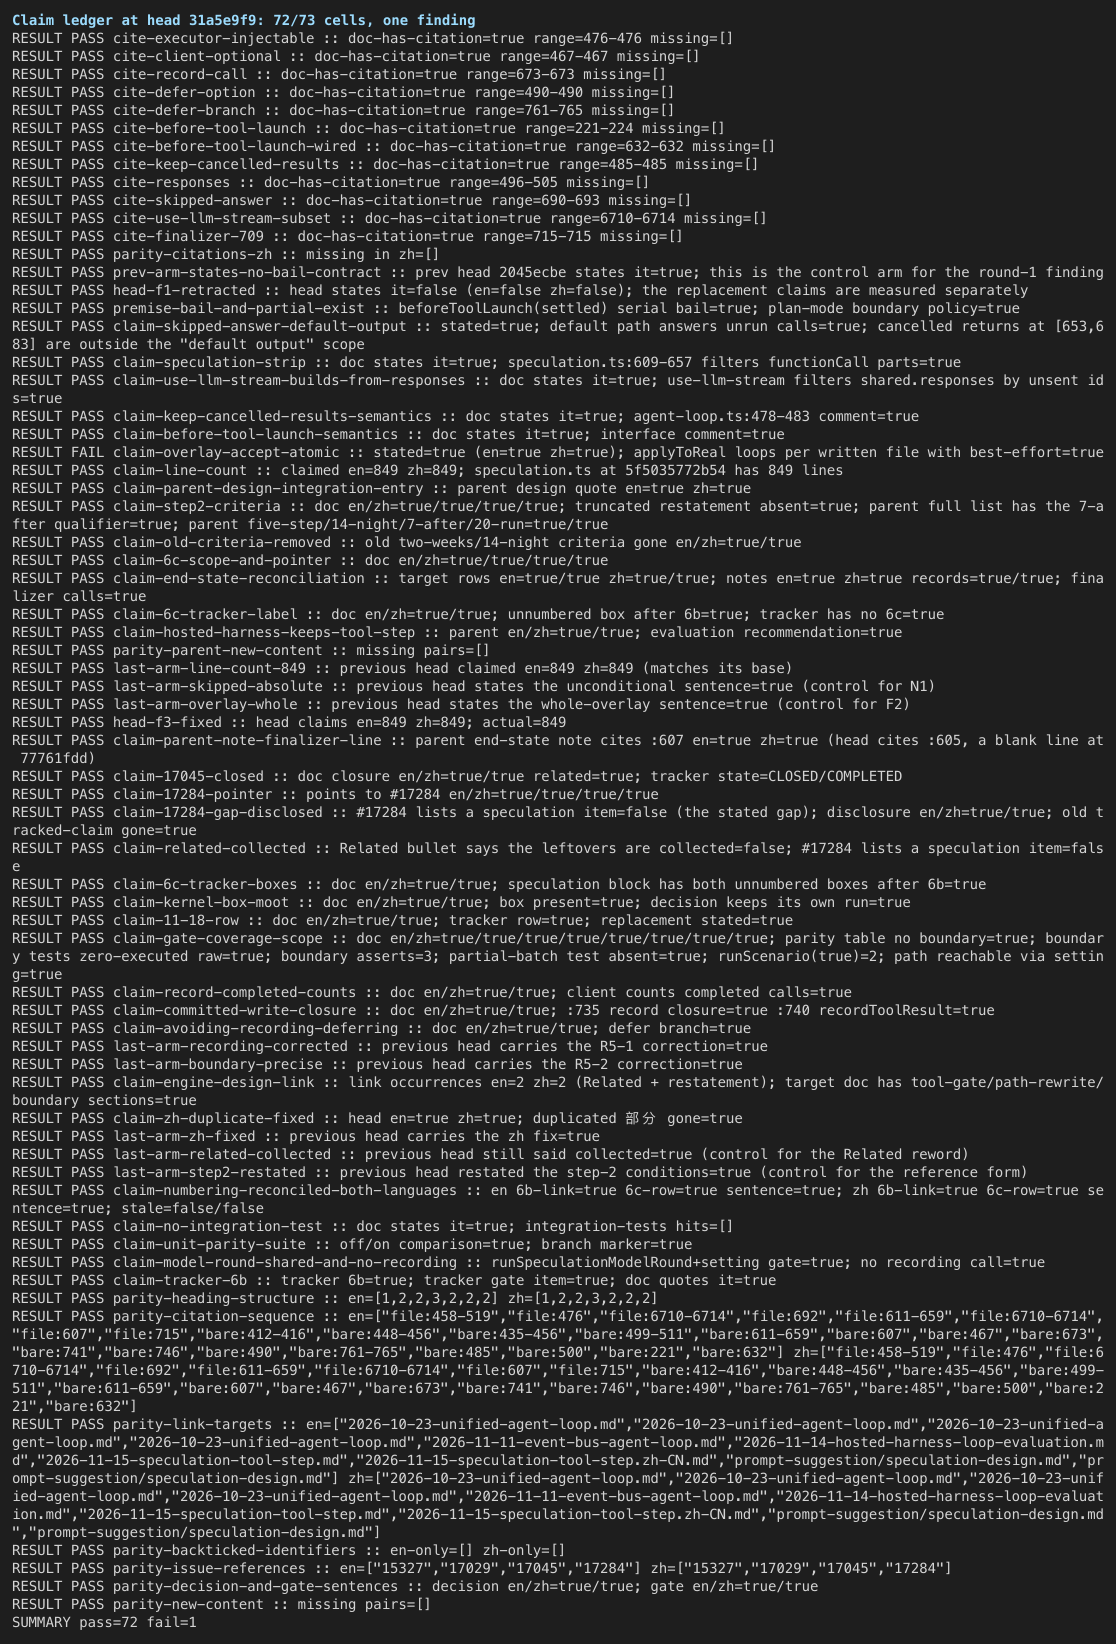 Claim ledger at head 31a5e9f9: 72/73 cells, one finding
RESULT PASS cite-executor-injectable :: doc-has-citation=true range=476-476 missing=[]
RESULT PASS cite-client-optional :: doc-has-citation=true range=467-467 missing=[]
RESULT PASS cite-record-call :: doc-has-citation=true range=673-673 missing=[]
RESULT PASS cite-defer-option :: doc-has-citation=true range=490-490 missing=[]
RESULT PASS cite-defer-branch :: doc-has-citation=true range=761-765 missing=[]
RESULT PASS cite-before-tool-launch :: doc-has-citation=true range=221-224 missing=[]
RESULT PASS cite-before-tool-launch-wired :: doc-has-citation=true range=632-632 missing=[]
RESULT PASS cite-keep-cancelled-results :: doc-has-citation=true range=485-485 missing=[]
RESULT PASS cite-responses :: doc-has-citation=true range=496-505 missing=[]
RESULT PASS cite-skipped-answer :: doc-has-citation=true range=690-693 missing=[]
RESULT PASS cite-use-llm-stream-subset :: doc-has-citation=true range=6710-6714 missing=[]
RESULT PASS cite-finalizer-709 :: doc-has-citation=true range=715-715 missing=[]
RESULT PASS parity-citations-zh :: missing in zh=[]
RESULT PASS prev-arm-states-no-bail-contract :: prev head 2045ecbe states it=true; this is the control arm for the round-1 finding
RESULT PASS head-f1-retracted :: head states it=false (en=false zh=false); the replacement claims are measured separately
RESULT PASS premise-bail-and-partial-exist :: beforeToolLaunch(settled) serial bail=true; plan-mode boundary policy=true
RESULT PASS claim-skipped-answer-default-output :: stated=true; default path answers unrun calls=true; cancelled returns at [653,6
83] are outside the "default output" scope
RESULT PASS claim-speculation-strip :: doc states it=true; speculation.ts:609-657 filters functionCall parts=true
RESULT PASS claim-use-llm-stream-builds-from-responses :: doc states it=true; use-llm-stream filters shared.responses by unsent id
s=true
RESULT PASS claim-keep-cancelled-results-semantics :: doc states it=true; agent-loop.ts:478-483 comment=true
RESULT PASS claim-before-tool-launch-semantics :: doc states it=true; interface comment=true
RESULT FAIL claim-overlay-accept-atomic :: stated=true (en=true zh=true); applyToReal loops per written file with best-effort=true
RESULT PASS claim-line-count :: claimed en=849 zh=849; speculation.ts at 5f5035772b54 has 849 lines
RESULT PASS claim-parent-design-integration-entry :: parent design quote en=true zh=true
RESULT PASS claim-step2-criteria :: doc en/zh=true/true/true/true; truncated restatement absent=true; parent full list has the 7-a
fter qualifier=true; parent five-step/14-night/7-after/20-run=true/true
RESULT PASS claim-old-criteria-removed :: old two-weeks/14-night criteria gone en/zh=true/true
RESULT PASS claim-6c-scope-and-pointer :: doc en/zh=true/true/true/true
RESULT PASS claim-end-state-reconciliation :: target rows en=true/true zh=true/true; notes en=true zh=true records=true/true; fina
lizer calls=true
RESULT PASS claim-6c-tracker-label :: doc en/zh=true/true; unnumbered box after 6b=true; tracker has no 6c=true
RESULT PASS claim-hosted-harness-keeps-tool-step :: parent en/zh=true/true; evaluation recommendation=true
RESULT PASS parity-parent-new-content :: missing pairs=[]
RESULT PASS last-arm-line-count-849 :: previous head claimed en=849 zh=849 (matches its base)
RESULT PASS last-arm-skipped-absolute :: previous head states the unconditional sentence=true (control for N1)
RESULT PASS last-arm-overlay-whole :: previous head states the whole-overlay sentence=true (control for F2)
RESULT PASS head-f3-fixed :: head claims en=849 zh=849; actual=849
RESULT PASS claim-parent-note-finalizer-line :: parent end-state note cites :607 en=true zh=true (head cites :605, a blank line at
 77761fdd)
RESULT PASS claim-17045-closed :: doc closure en/zh=true/true related=true; tracker state=CLOSED/COMPLETED
RESULT PASS claim-17284-pointer :: points to #17284 en/zh=true/true/true/true
RESULT PASS claim-17284-gap-disclosed :: #17284 lists a speculation item=false (the stated gap); disclosure en/zh=true/true; old t
racked-claim gone=true
RESULT PASS claim-related-collected :: Related bullet says the leftovers are collected=false; #17284 lists a speculation item=fals
e
RESULT PASS claim-6c-tracker-boxes :: doc en/zh=true/true; speculation block has both unnumbered boxes after 6b=true
RESULT PASS claim-kernel-box-moot :: doc en/zh=true/true; box present=true; decision keeps its own run=true
RESULT PASS claim-11-18-row :: doc en/zh=true/true; tracker row=true; replacement stated=true
RESULT PASS claim-gate-coverage-scope :: doc en/zh=true/true/true/true/true/true/true/true; parity table no boundary=true; boundar
y tests zero-executed raw=true; boundary asserts=3; partial-batch test absent=true; runScenario(true)=2; path reachable via settin
g=true
RESULT PASS claim-record-completed-counts :: doc en/zh=true/true; client counts completed calls=true
RESULT PASS claim-committed-write-closure :: doc en/zh=true/true; :735 record closure=true :740 recordToolResult=true
RESULT PASS claim-avoiding-recording-deferring :: doc en/zh=true/true; defer branch=true
RESULT PASS last-arm-recording-corrected :: previous head carries the R5-1 correction=true
RESULT PASS last-arm-boundary-precise :: previous head carries the R5-2 correction=true
RESULT PASS claim-engine-design-link :: link occurrences en=2 zh=2 (Related + restatement); target doc has tool-gate/path-rewrite/
boundary sections=true
RESULT PASS claim-zh-duplicate-fixed :: head en=true zh=true; duplicated 部分 gone=true
RESULT PASS last-arm-zh-fixed :: previous head carries the zh fix=true
RESULT PASS last-arm-related-collected :: previous head still said collected=true (control for the Related reword)
RESULT PASS last-arm-step2-restated :: previous head restated the step-2 conditions=true (control for the reference form)
RESULT PASS claim-numbering-reconciled-both-languages :: en 6b-link=true 6c-row=true sentence=true; zh 6b-link=true 6c-row=true se
ntence=true; stale=false/false
RESULT PASS claim-no-integration-test :: doc states it=true; integration-tests hits=[]
RESULT PASS claim-unit-parity-suite :: off/on comparison=true; branch marker=true
RESULT PASS claim-model-round-shared-and-no-recording :: runSpeculationModelRound+setting gate=true; no recording call=true
RESULT PASS claim-tracker-6b :: tracker 6b=true; tracker gate item=true; doc quotes it=true
RESULT PASS parity-heading-structure :: en=[1,2,2,3,2,2,2] zh=[1,2,2,3,2,2,2]
RESULT PASS parity-citation-sequence :: en=["file:458-519","file:476","file:6710-6714","file:692","file:611-659","file:6710-6714",
"file:607","file:715","bare:412-416","bare:448-456","bare:435-456","bare:499-511","bare:611-659","bare:607","bare:467","bare:673",
"bare:741","bare:746","bare:490","bare:761-765","bare:485","bare:500","bare:221","bare:632"] zh=["file:458-519","file:476","file:6
710-6714","file:692","file:611-659","file:6710-6714","file:607","file:715","bare:412-416","bare:448-456","bare:435-456","bare:499-
511","bare:611-659","bare:607","bare:467","bare:673","bare:741","bare:746","bare:490","bare:761-765","bare:485","bare:500","bare:2
21","bare:632"]
RESULT PASS parity-link-targets :: en=["2026-10-23-unified-agent-loop.md","2026-10-23-unified-agent-loop.md","2026-10-23-unified-a
gent-loop.md","2026-10-23-unified-agent-loop.md","2026-11-11-event-bus-agent-loop.md","2026-11-14-hosted-harness-loop-evaluation.m
d","2026-11-15-speculation-tool-step.md","2026-11-15-speculation-tool-step.zh-CN.md","prompt-suggestion/speculation-design.md","pr
ompt-suggestion/speculation-design.md"] zh=["2026-10-23-unified-agent-loop.md","2026-10-23-unified-agent-loop.md","2026-10-23-unif
ied-agent-loop.md","2026-10-23-unified-agent-loop.md","2026-11-11-event-bus-agent-loop.md","2026-11-14-hosted-harness-loop-evaluat
ion.md","2026-11-15-speculation-tool-step.md","2026-11-15-speculation-tool-step.zh-CN.md","prompt-suggestion/speculation-design.md
","prompt-suggestion/speculation-design.md"]
RESULT PASS parity-backticked-identifiers :: en-only=[] zh-only=[]
RESULT PASS parity-issue-references :: en=["15327","17029","17045","17284"] zh=["15327","17029","17045","17284"]
RESULT PASS parity-decision-and-gate-sentences :: decision en/zh=true/true; gate en/zh=true/true
RESULT PASS parity-new-content :: missing pairs=[]
SUMMARY pass=72 fail=1